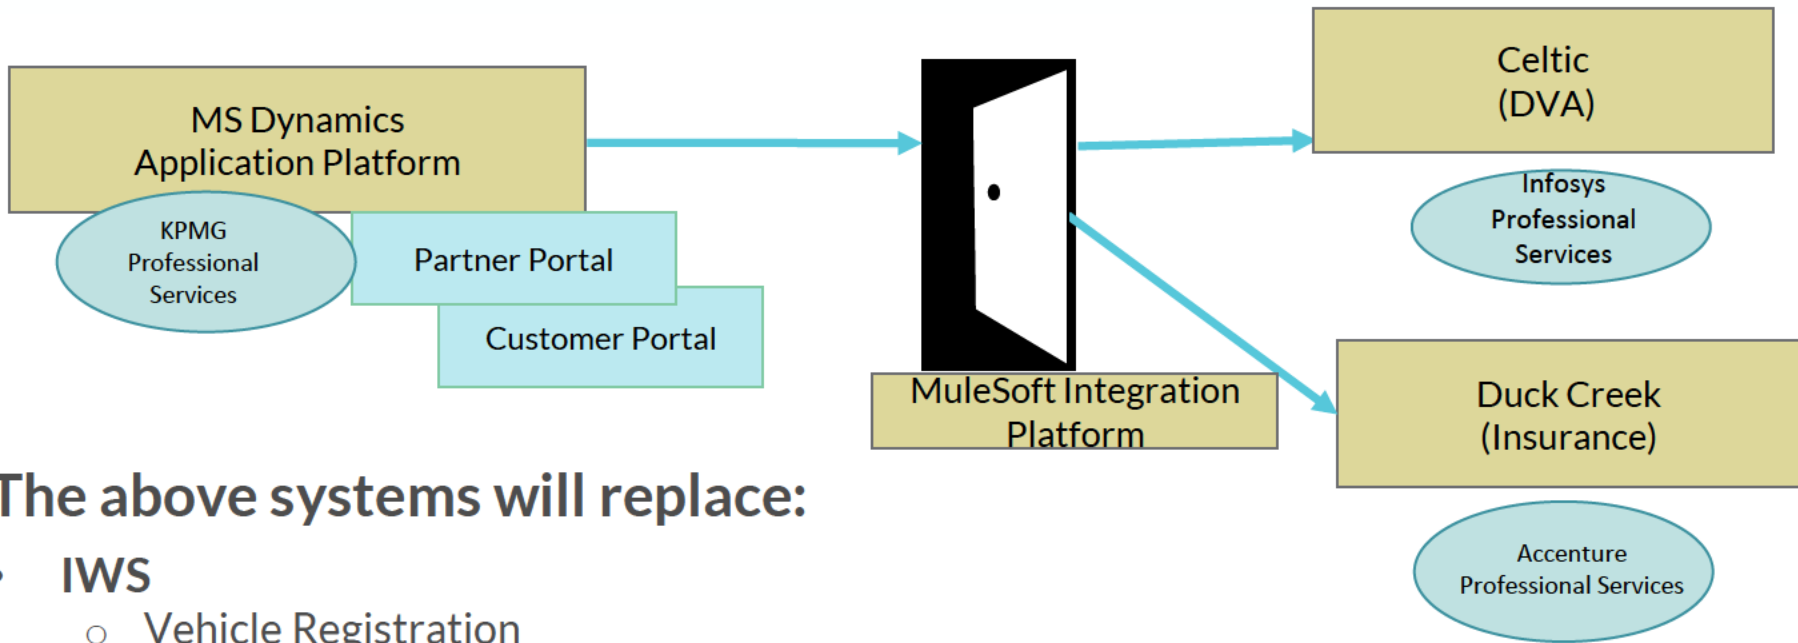 MS Dynamics
Application Platform
KPMG
Professional
Services
Partner Portal
Customer Portal
MuleSoft Integration
Platform
Celtic
(DVA)
Infosys
Professional
Services
Duck Creek
(Insurance)
Accenture
Professional Services
The above systems will replace:
• IWS
○ Vehicle Registration